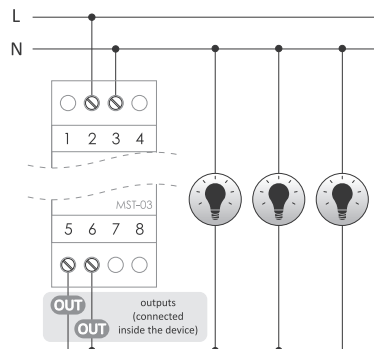 L
N
1 2 3 4
MST-03
5 6 7 8
OUT
OUT
outputs
(connected
inside the device)